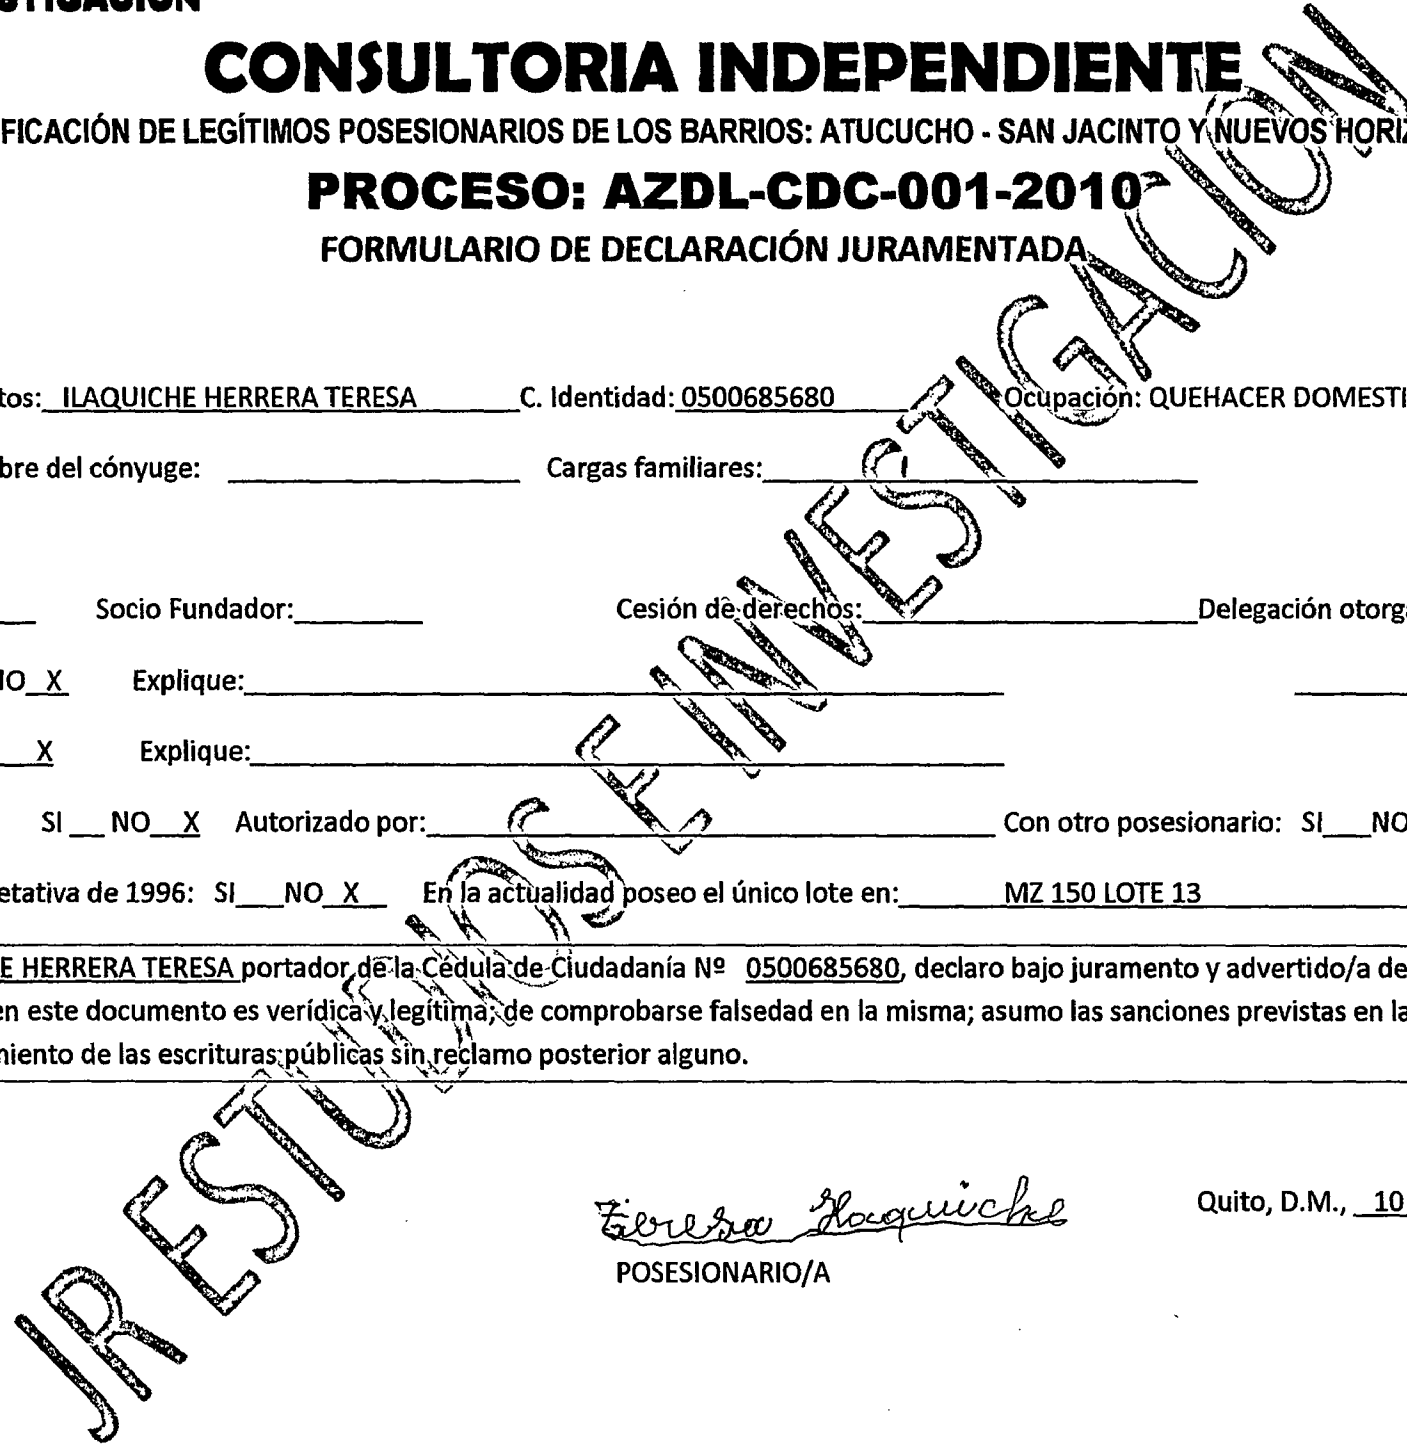 CONSULTORIA INDEPENDIENTE
FICACIÓN DE LEGÍTIMOS POSESIONARIOS DE LOS BARRIOS: ATUCUCHO - SAN JACINTO Y NUEVOS HORIZ
PROCESO: AZDL-CDC-001-2010
FORMULARIO DE DECLARACIÓN JURAMENTADA
tos: ILAQUICHE HERRERA TERESA C. Identidad: 0500685680 Ocupación: QUEHACER DOMESTI
bre del cónyuge: Cargas familiares: 1
Socio Fundador: Cesión de derechos: Delegación otorga
NO X Explique:
X Explique:
SI NO X Autorizado por: Con otro posesionario: SI NO
etativa de 1996: SI NO X En la actualidad poseo el único lote en: MZ 150 LOTE 13
E HERRERA TERESA portador de la Cédula de Ciudadanía Nº 0500685680, declaro bajo juramento y advertido/a de
en este documento es verídica y legítima; de comprobarse falsedad en la misma; asumo las sanciones previstas en la
miento de las escrituras públicas sin reclamo posterior alguno.
Teresa Ilaquiche Quito, D.M., 10
POSESIONARIO/A
JR ESTUDIOS E INVESTIGACION